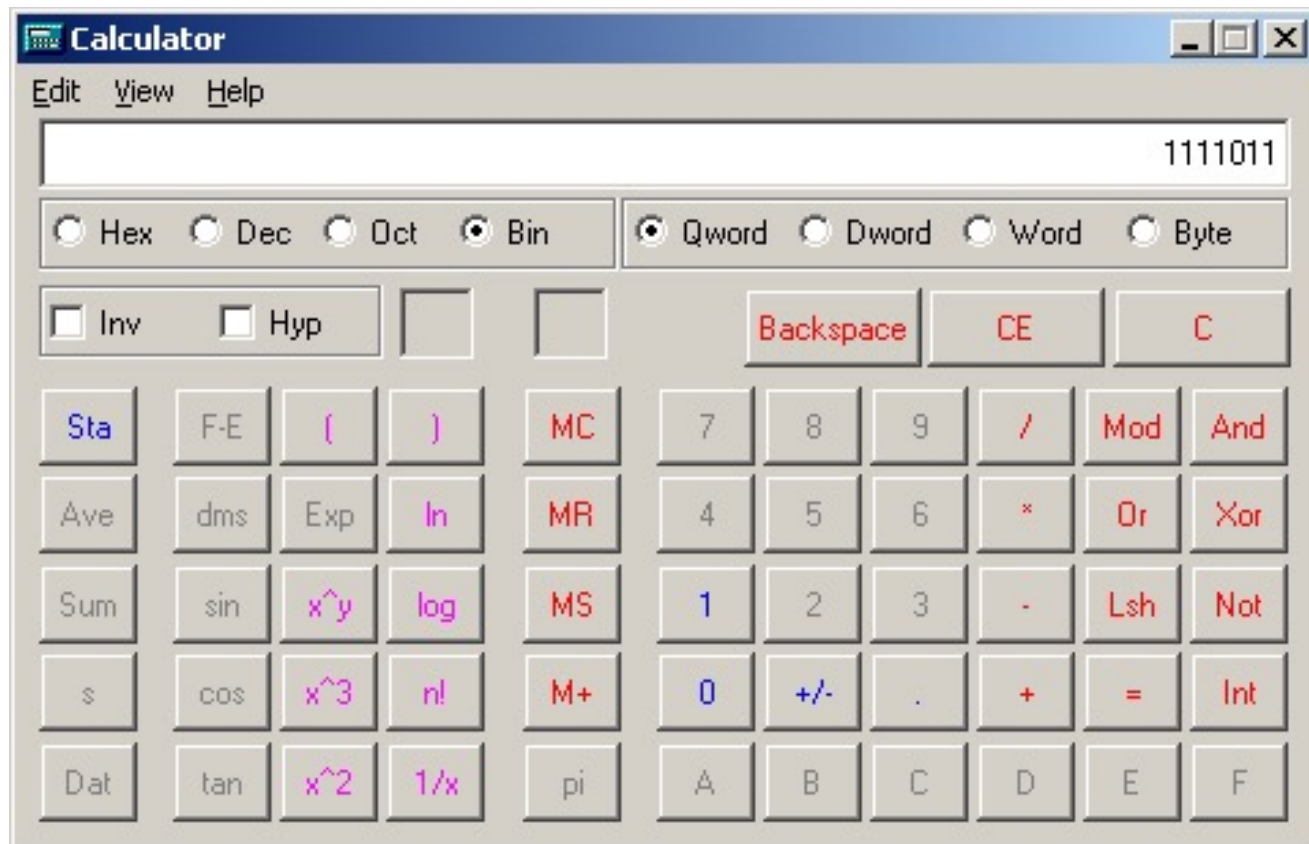 Calculator
Edit View Help
1111011
Hex Dec Oct Bin Qword Dword Word Byte
Inv Hyp Backspace CE C
Sta F-E ( ) MC 7 8 9 / Mod And
Ave dms Exp ln MR 4 5 6 * Or Xor
Sum sin x^y log MS 1 2 3 - Lsh Not
s cos x^3 n! M+ 0 +/- . + = Int
Dat tan x^2 1/x pi A B C D E F